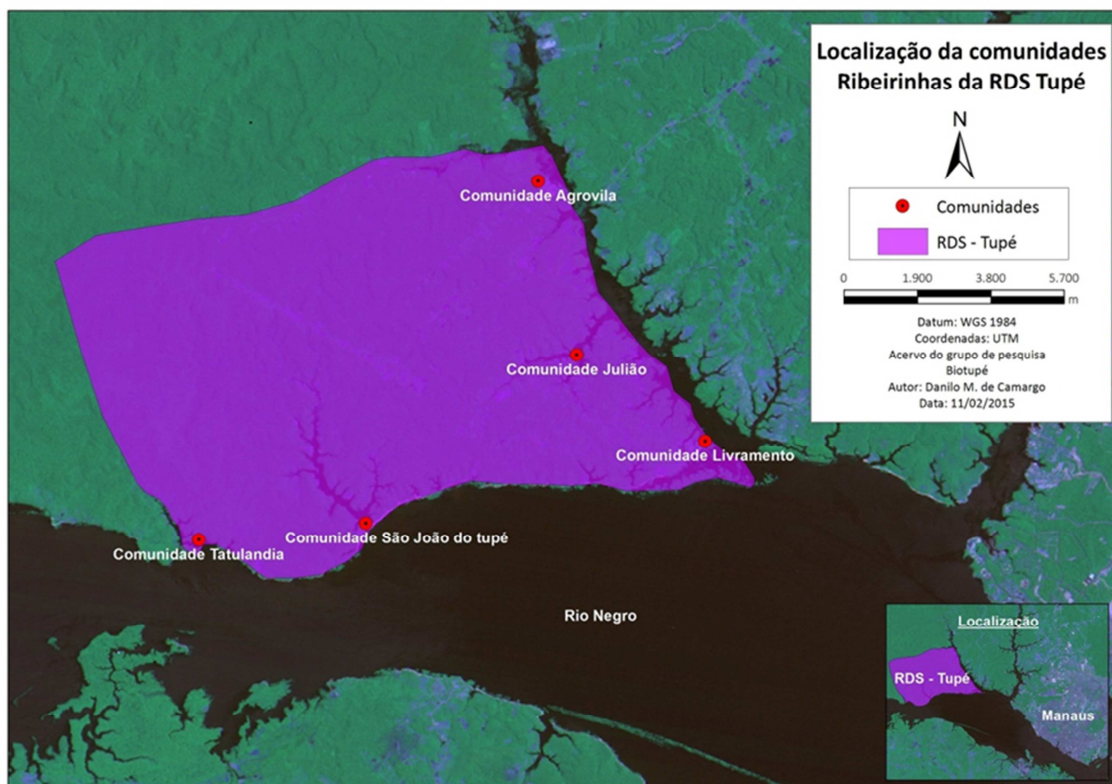 Localização da comunidades
Ribeirinhas da RDS Tupé
N
Comunidades
RDS - Tupé
0 1.900 3.800 5.700
m
Datum: WGS 1984
Coordenadas: UTM
Acervo do grupo de pesquisa
Biotupé
Autor: Danilo M. de Camargo
Data: 11/02/2015
Comunidade Agrovila
Comunidade Julião
Comunidade Livramento
Comunidade São João do tupé
Comunidade Tatulandia
Rio Negro
Localização
RDS - Tupé
Manaus